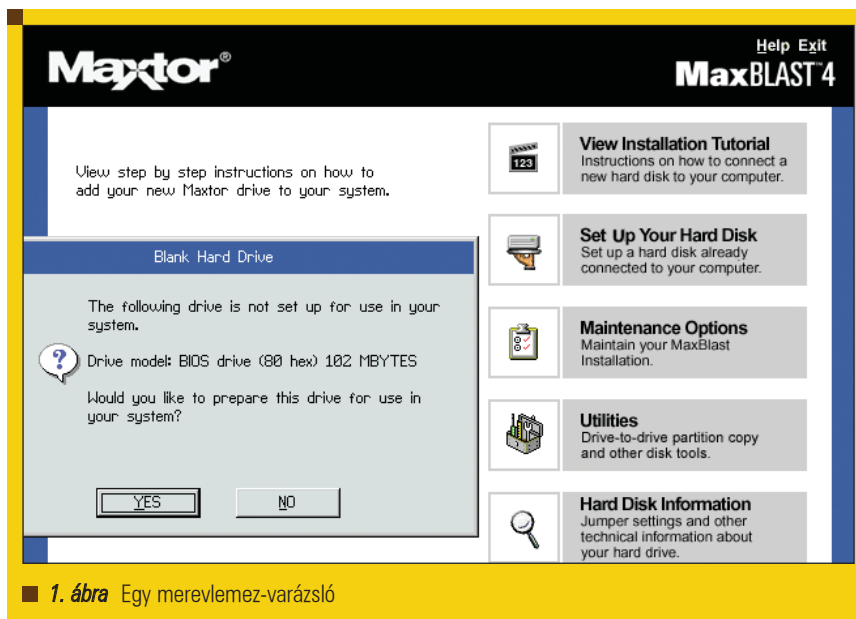 Maxtor®
Help Exit
MaxBLAST™4
View step by step instructions on how to
add your new Maxtor drive to your system.
Blank Hard Drive
The following drive is not set up for use in your
system.
?
Drive model: BIOS drive (80 hex) 102 MBYTES
Would you like to prepare this drive for use in
your system?
YES
NO
123
View Installation Tutorial
Instructions on how to connect a
new hard disk to your computer.
Set Up Your Hard Disk
Set up a hard disk already
connected to your computer.
Maintenance Options
Maintain your MaxBlast
Installation.
Utilities
Drive-to-drive partition copy
and other disk tools.
Hard Disk Information
Jumper settings and other
technical information about
your hard drive.
1. ábra Egy merevlemez-varázsló